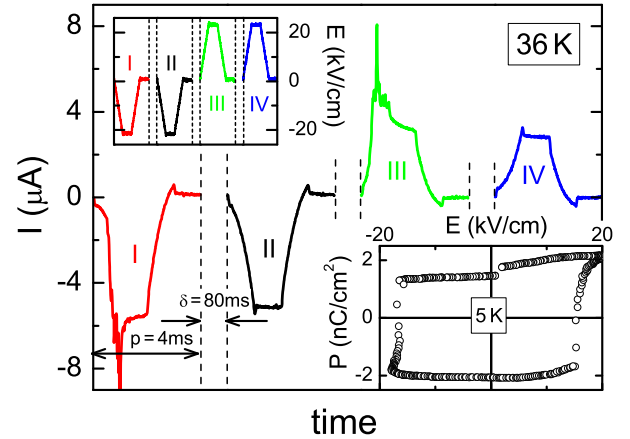 8
4
0
-4
-8
I (μA)
time
36 K
I
II
III
IV
20
0
-20
E (kV/cm)
I
II
III
IV
δ = 80ms
p = 4ms
-20
E (kV/cm)
20
2
0
-2
P (nC/cm²)
5 K